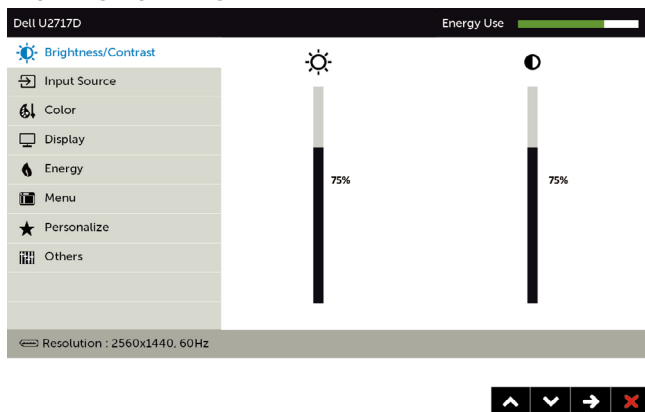 Dell U2717D Energy Use
Brightness/Contrast
Input Source
Color
Display
Energy
Menu
Personalize
Others
75% 75%
Resolution : 2560x1440, 60Hz